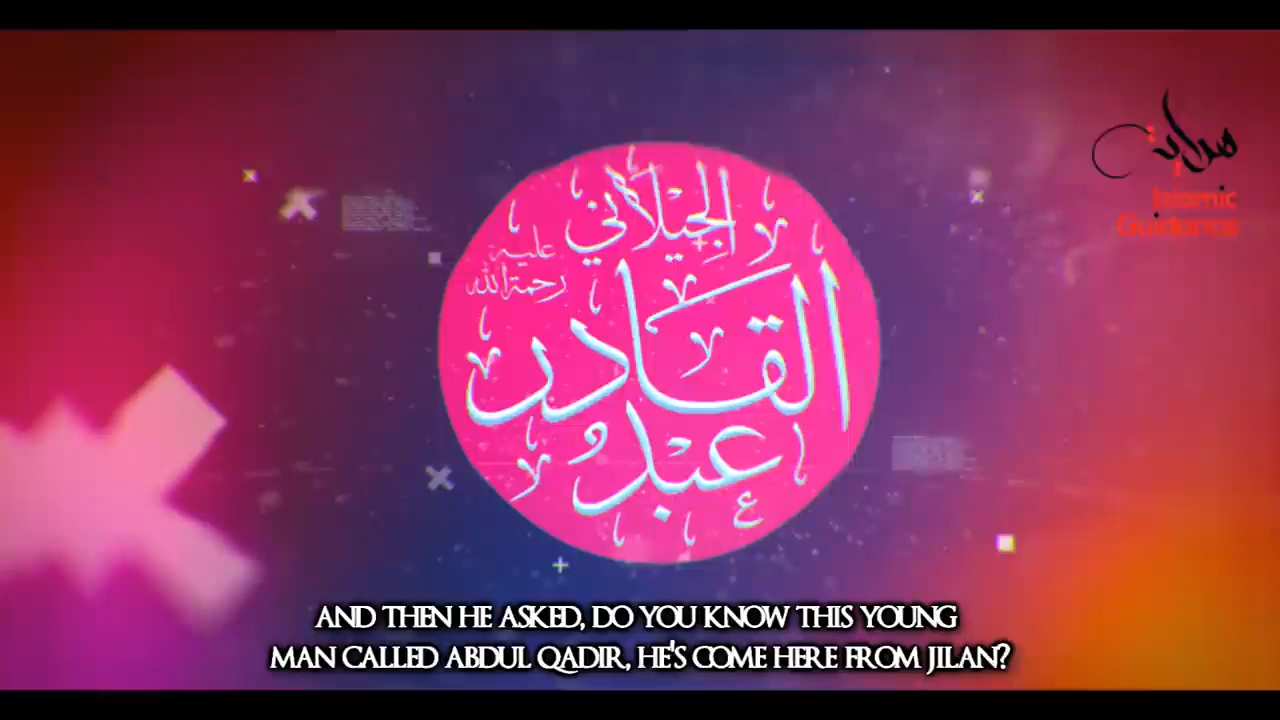 هداية
Islamic
Guidance
الجيلاني
عليه
رحمة الله
القادر
عبد
AND THEN HE ASKED, DO YOU KNOW THIS YOUNG
MAN CALLED ABDUL QADIR, HE'S COME HERE FROM JILAN?